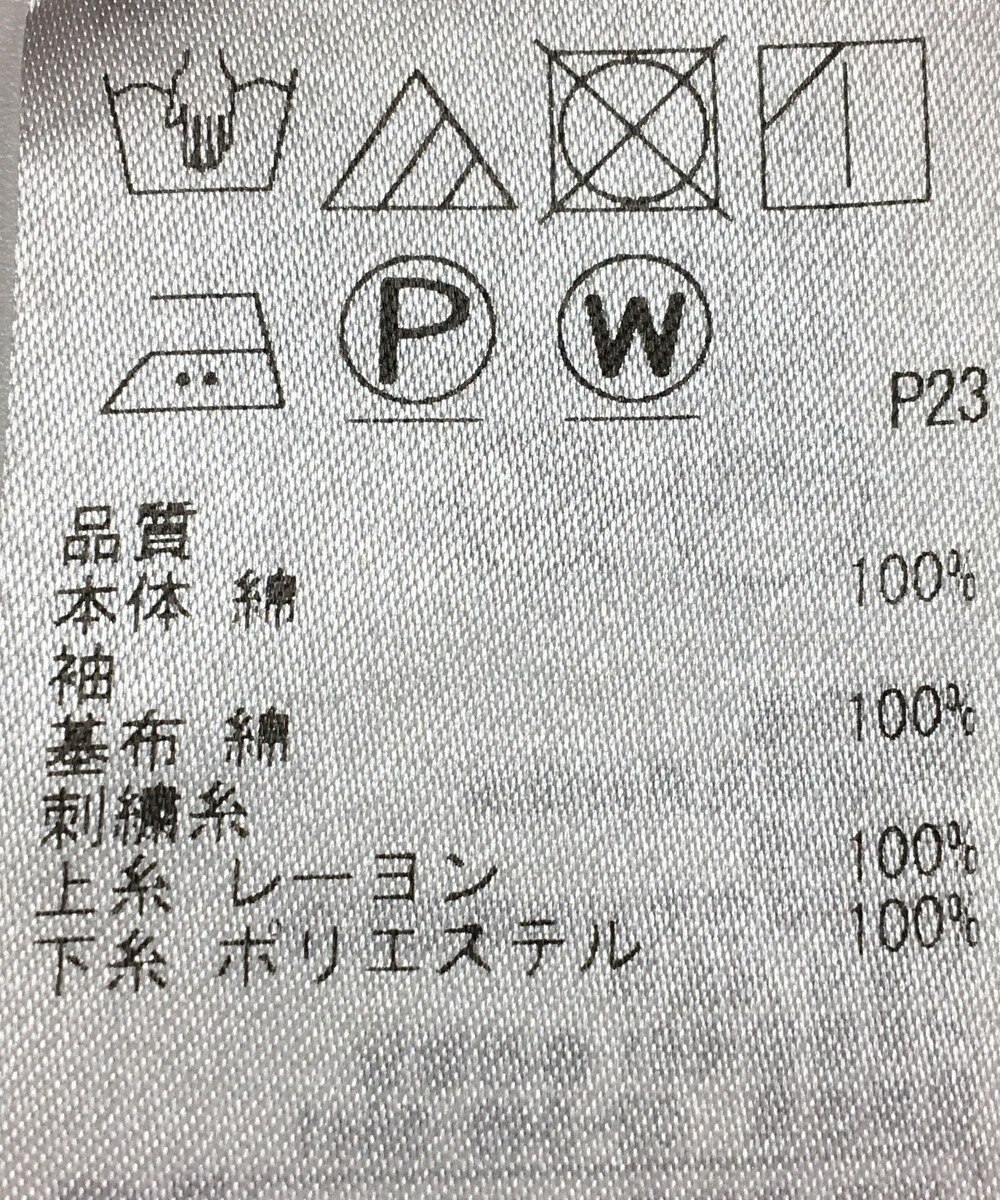 P W
P23
品質
本体 綿 100%
袖
基布 綿 100%
刺繍糸
上糸 レーヨン 100%
下糸 ポリエステル 100%